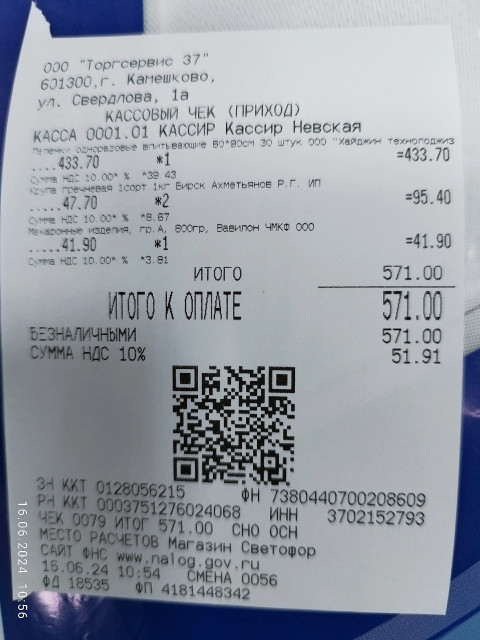 ООО "Торгсервис 37"
601300,г. Камешково,
ул. Свердлова, 1а
КАССОВЫЙ ЧЕК (ПРИХОД)
КАССА 0001.01 КАССИР Кассир Невская
Пеленки одноразовые впитывающие 60*90см 30 штук ООО "Хайджин технолоджиз
....433.70 *1 =433.70
Сумма НДС 10.00* % *39.43
Крупа гречневая 1сорт 1кг Бирск Ахметьянов Р.Г. ИП
.....47.70 *2 =95.40
Сумма НДС 10.00* % *8.67
Макаронные изделия, гр.А, 800гр, Вавилон ЧМКФ ООО
.....41.90 *1 =41.90
Сумма НДС 10.00* % *3.81
ИТОГО 571.00
ИТОГО К ОПЛАТЕ 571.00
БЕЗНАЛИЧНЫМИ 571.00
СУММА НДС 10% 51.91
ЗН ККТ 0128056215 ФН 7380440700208609
РН ККТ 0003751276024068 ИНН 3702152793
ЧЕК 0079 ИТОГ 571.00 СНО ОСН
МЕСТО РАСЧЕТОВ Магазин Светофор
САЙТ ФНС www.nalog.gov.ru
16.06.24 10:54 СМЕНА 0056
ФД 18535 ФП 4181448342
16.06.2024 10:56